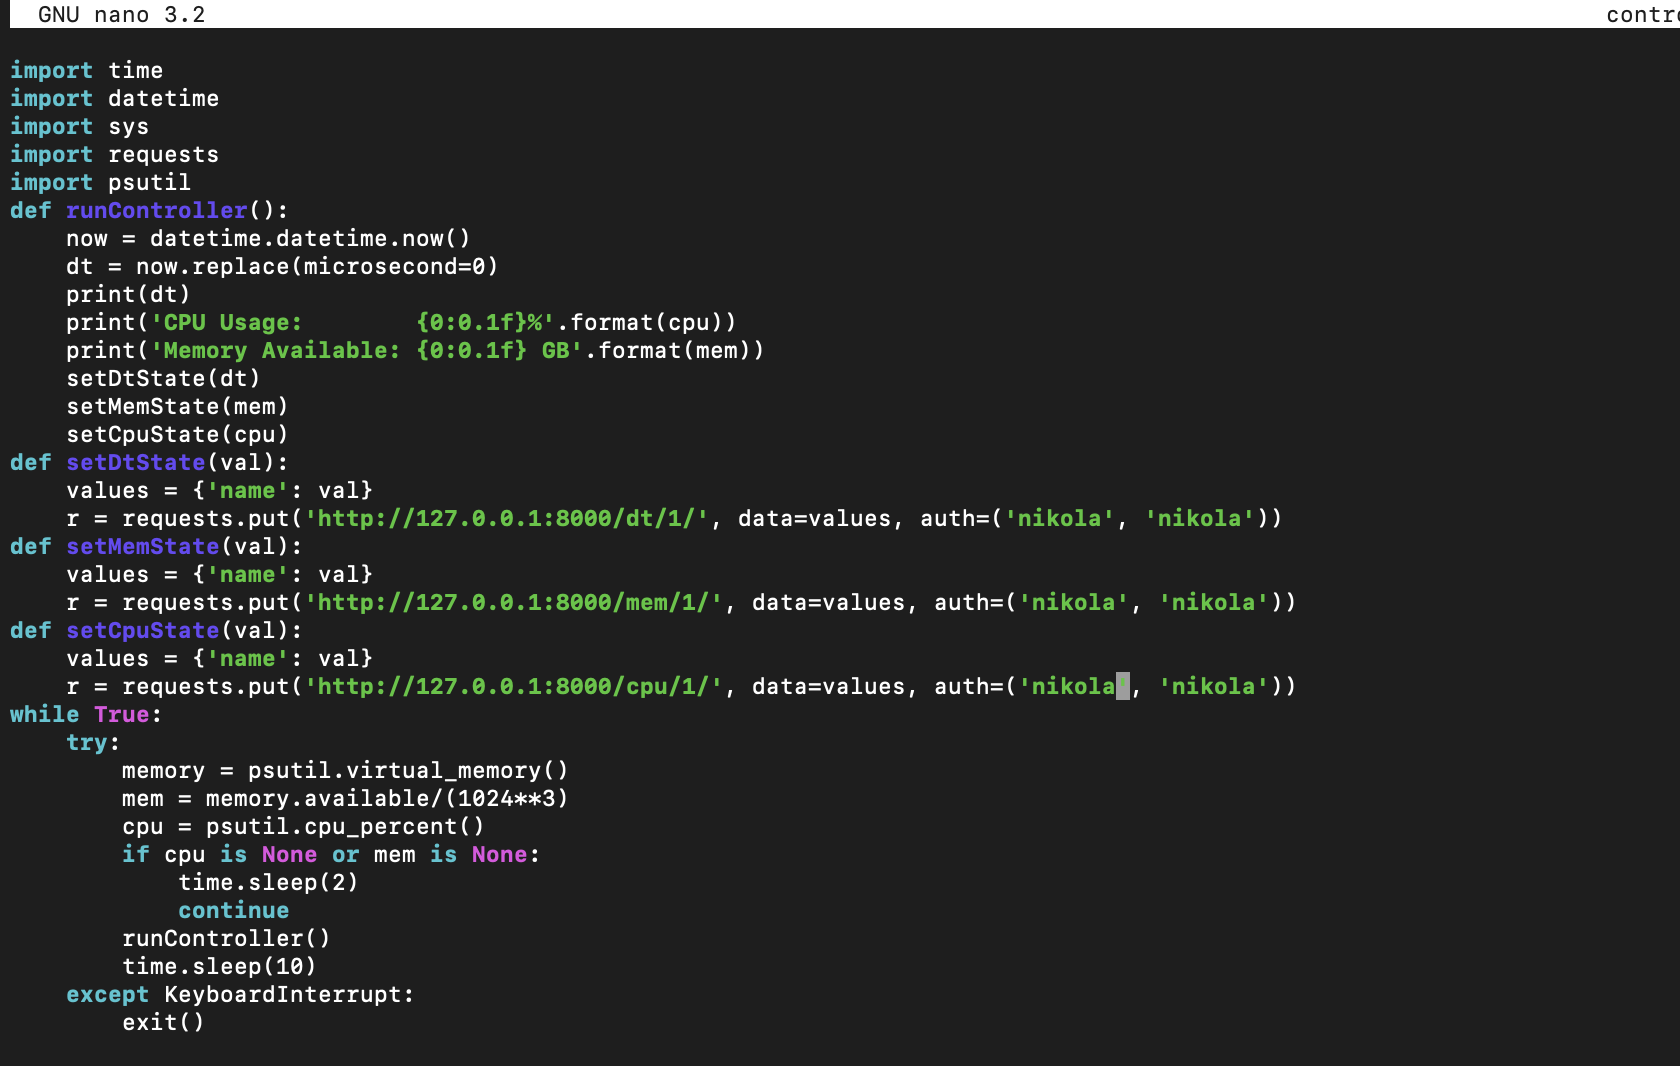 GNU nano 3.2 contro
import time
import datetime
import sys
import requests
import psutil
def runController():
    now = datetime.datetime.now()
    dt = now.replace(microsecond=0)
    print(dt)
    print('CPU Usage:        {0:0.1f}%'.format(cpu))
    print('Memory Available: {0:0.1f} GB'.format(mem))
    setDtState(dt)
    setMemState(mem)
    setCpuState(cpu)
def setDtState(val):
    values = {'name': val}
    r = requests.put('http://127.0.0.1:8000/dt/1/', data=values, auth=('nikola', 'nikola'))
def setMemState(val):
    values = {'name': val}
    r = requests.put('http://127.0.0.1:8000/mem/1/', data=values, auth=('nikola', 'nikola'))
def setCpuState(val):
    values = {'name': val}
    r = requests.put('http://127.0.0.1:8000/cpu/1/', data=values, auth=('nikola', 'nikola'))
while True:
    try:
        memory = psutil.virtual_memory()
        mem = memory.available/(1024**3)
        cpu = psutil.cpu_percent()
        if cpu is None or mem is None:
            time.sleep(2)
            continue
        runController()
        time.sleep(10)
    except KeyboardInterrupt:
        exit()